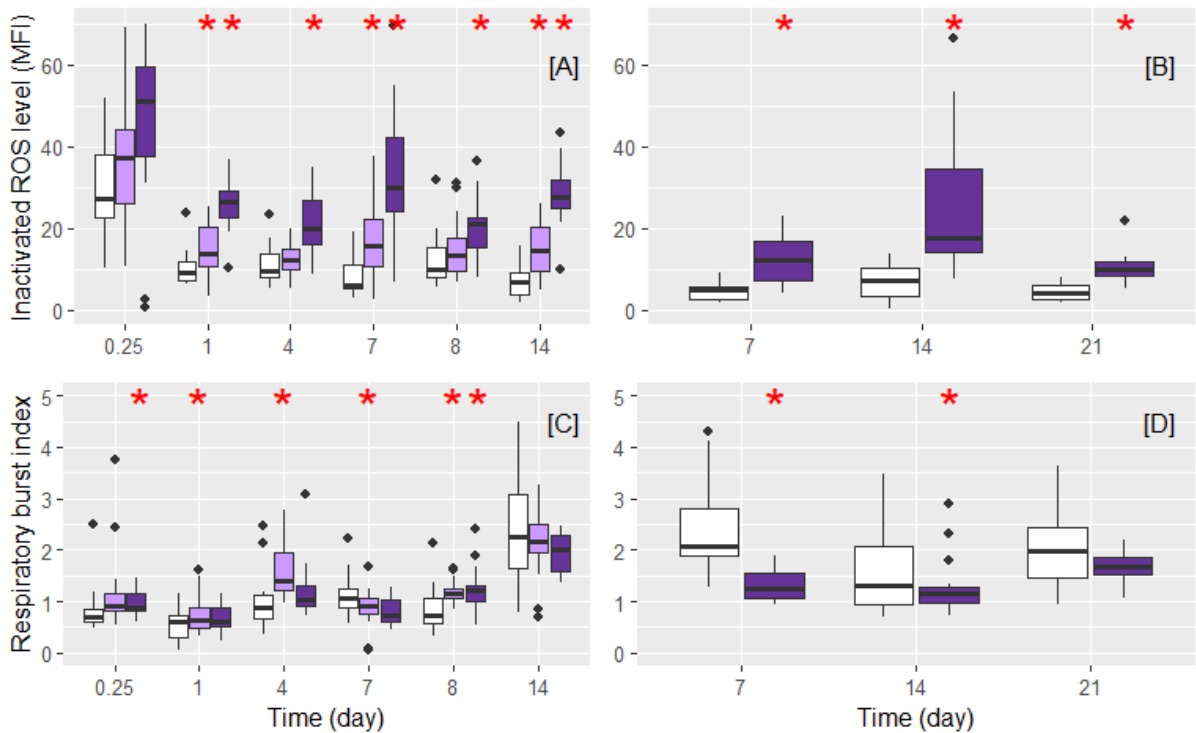 Inactivated ROS level (MFI)
60
40
20
0
* * * * * * * *
[A]
0.25 1 4 7 8 14
60
40
20
0
* * *
[B]
7 14 21
Respiratory burst index
5
4
3
2
1
0
* * * * * *
[C]
0.25 1 4 7 8 14
Time (day)
5
4
3
2
1
0
* *
[D]
7 14 21
Time (day)